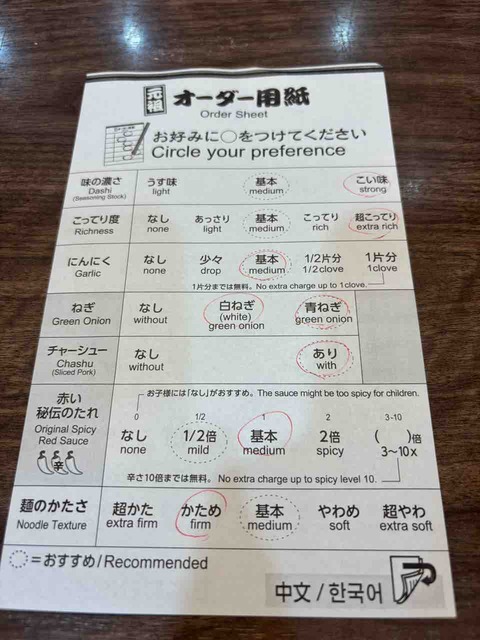 元祖 オーダー用紙
Order Sheet
お好みに○をつけてください
Circle your preference
味の濃さ うす味 基本 こい味
Dashi light medium strong
(Seasoning Stock)
こってり度 なし あっさり 基本 こってり 超こってり
Richness none light medium rich extra rich
にんにく なし 少々 基本 1/2片分 1片分
Garlic none drop medium 1/2clove 1clove
1片分までは無料。No extra charge up to 1clove.
ねぎ なし 白ねぎ 青ねぎ
Green Onion without (white) green onion
green onion
チャーシュー なし あり
Chashu without with
(Sliced Pork)
赤い
秘伝のたれ
Original Spicy
Red Sauce
辛
お子様には「なし」がおすすめ。The sauce might be too spicy for children.
0 1/2 1 2 3-10
なし 1/2倍 基本 2倍 ( )倍
none mild medium spicy 3~10x
辛さ10倍までは無料。No extra charge up to spicy level 10.
麺のかたさ 超かた かため 基本 やわめ 超やわ
Noodle Texture extra firm firm medium soft extra soft
=おすすめ/Recommended
中文/한국어